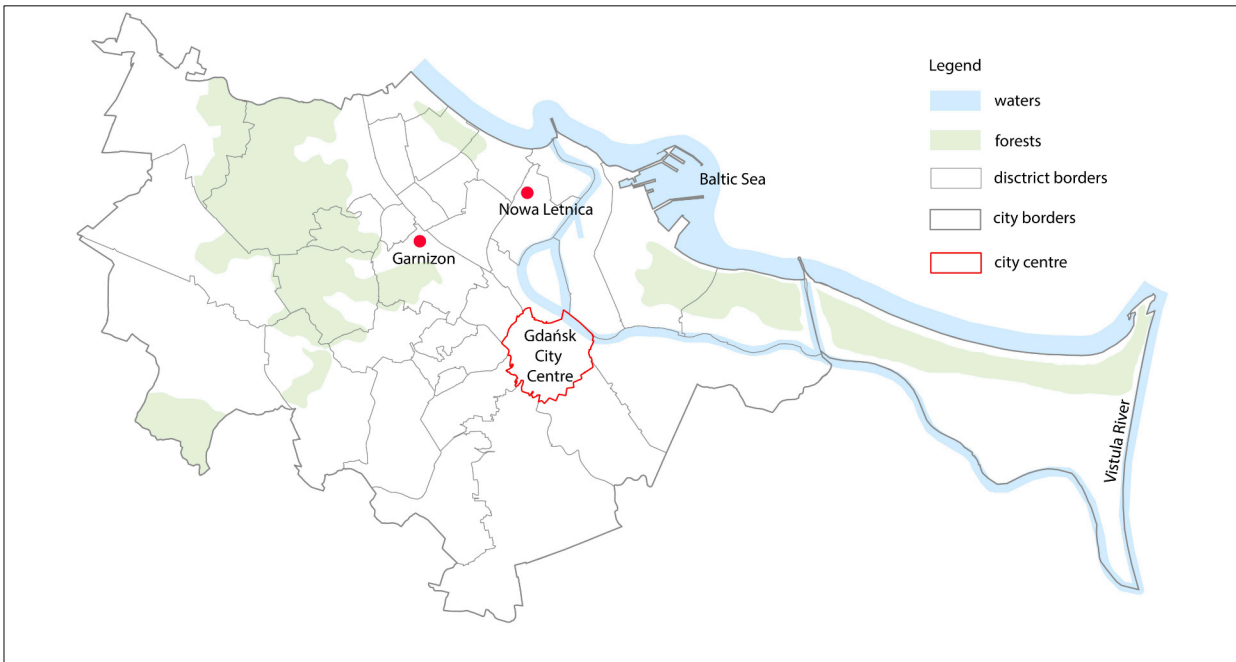 Legend
waters
forests
disctrict borders
city borders
city centre
Baltic Sea
Nowa Letnica
Garnizon
Gdańsk
City
Centre
Vistula River